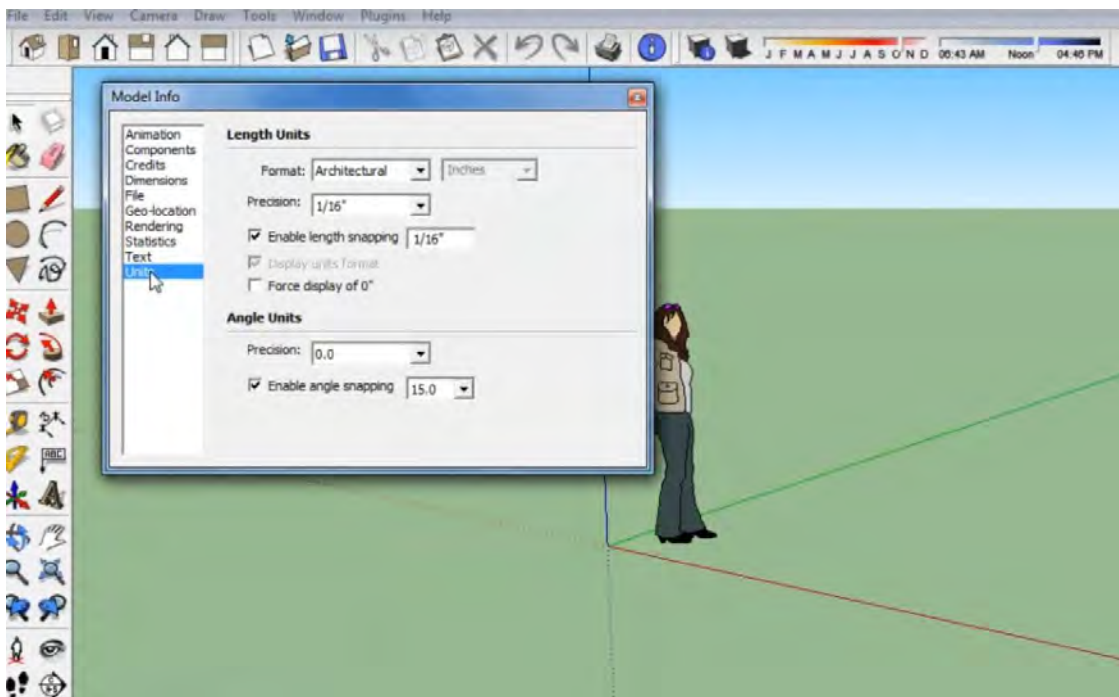 File Edit View Camera Draw Tools Window Plugins Help
J F M A M J J A S O N D 06:43 AM Noon 04:46 PM
Model Info
Animation
Components
Credits
Dimensions
File
Geo-location
Rendering
Statistics
Text
Units
Length Units
Format: Architectural Inches
Precision: 1/16"
Enable length snapping 1/16"
Display units format
Force display of 0"
Angle Units
Precision: 0.0
Enable angle snapping 15.0
ABC